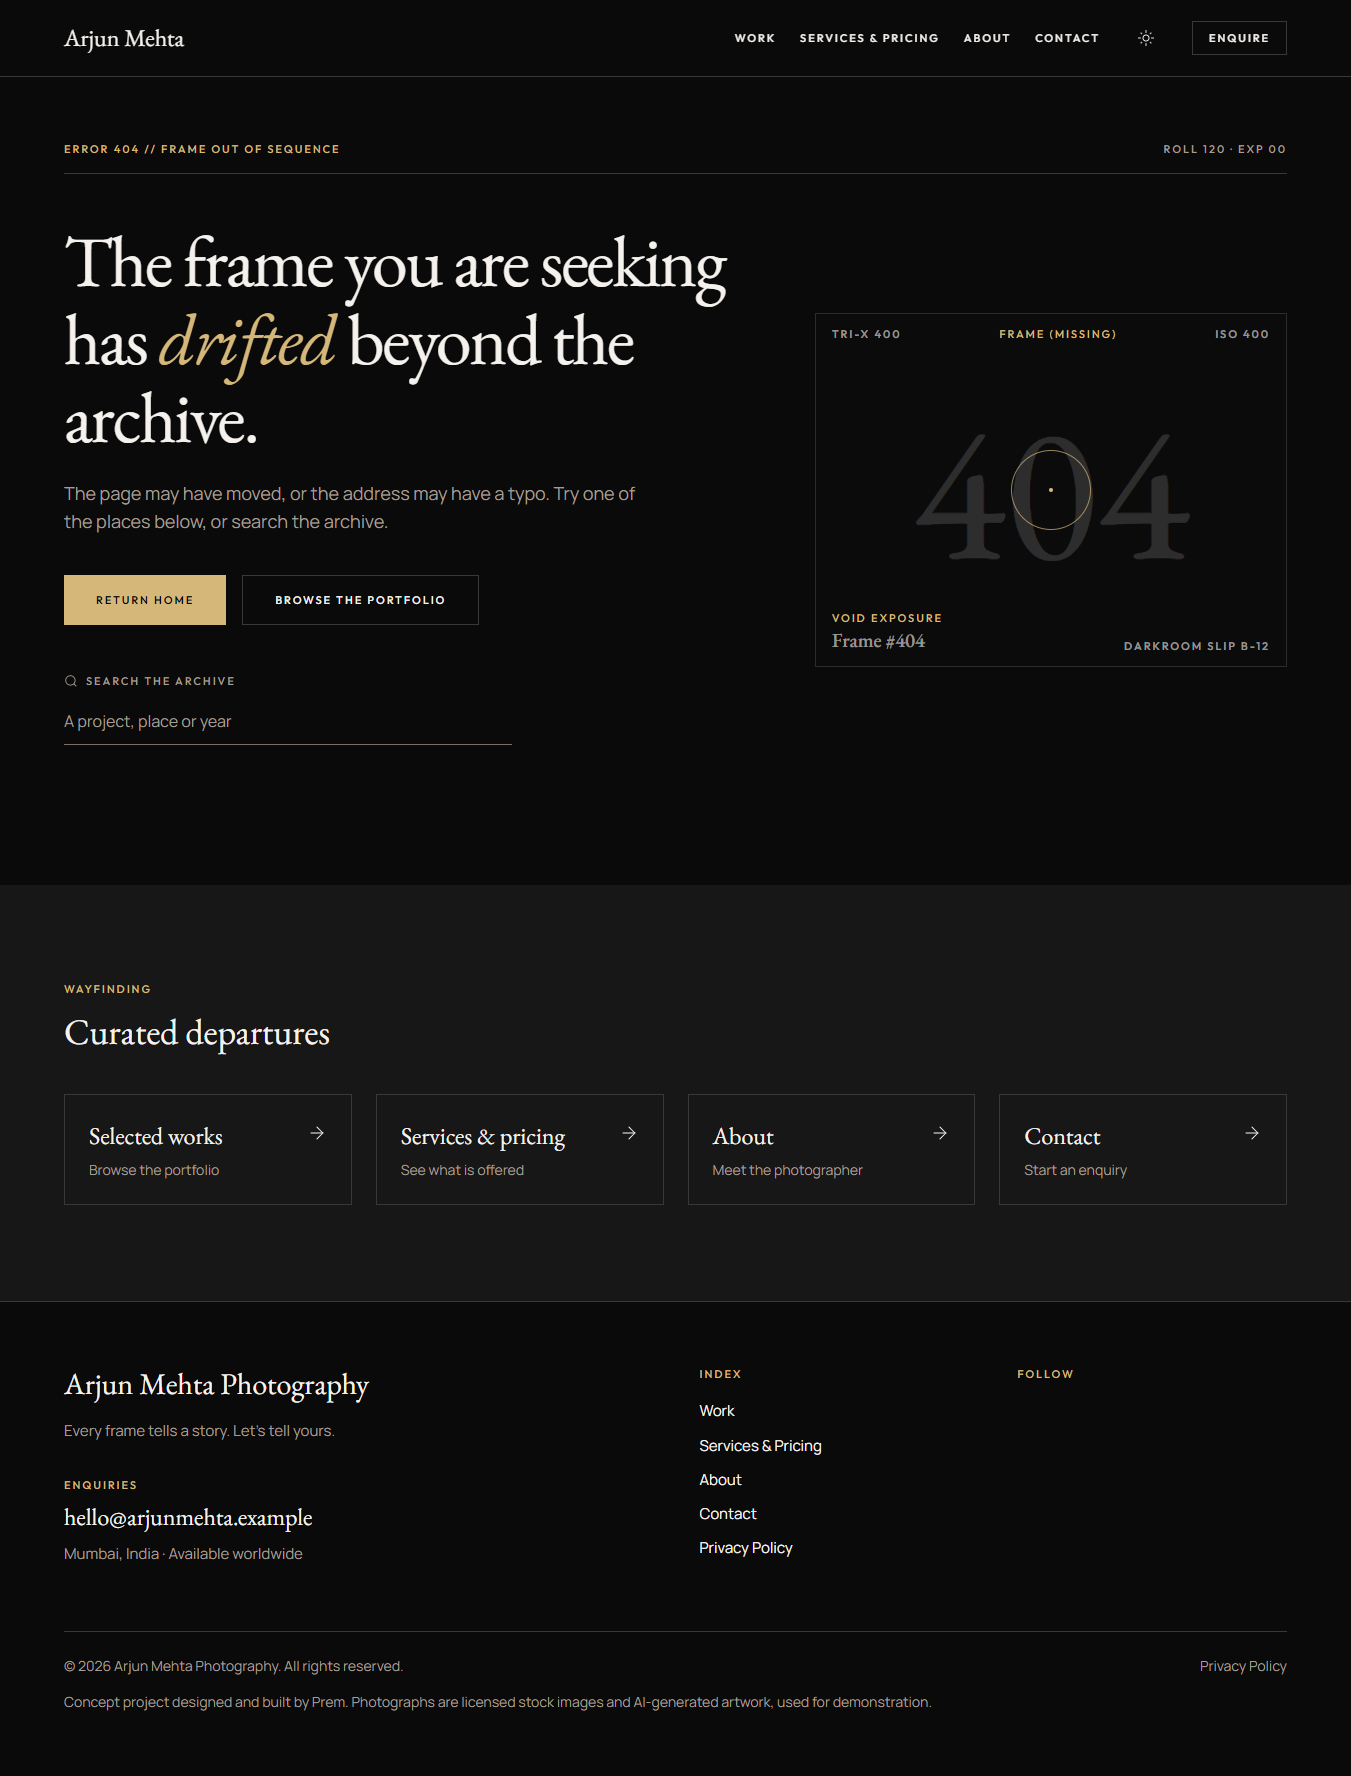 Arjun Mehta
WORK
SERVICES & PRICING
ABOUT
CONTACT
ENQUIRE
ERROR 404 // FRAME OUT OF SEQUENCE
ROLL 120 · EXP 00
The frame you are seeking
has drifted beyond the
archive.
The page may have moved, or the address may have a typo. Try one of
the places below, or search the archive.
RETURN HOME
BROWSE THE PORTFOLIO
SEARCH THE ARCHIVE
A project, place or year
TRI-X 400
FRAME (MISSING)
ISO 400
404
VOID EXPOSURE
Frame #404
DARKROOM SLIP B-12
WAYFINDING
Curated departures
Selected works
Browse the portfolio
Services & pricing
See what is offered
About
Meet the photographer
Contact
Start an enquiry
Arjun Mehta Photography
Every frame tells a story. Let's tell yours.
ENQUIRIES
hello@arjunmehta.example
Mumbai, India · Available worldwide
INDEX
Work
Services & Pricing
About
Contact
Privacy Policy
FOLLOW
© 2026 Arjun Mehta Photography. All rights reserved.
Privacy Policy
Concept project designed and built by Prem. Photographs are licensed stock images and AI-generated artwork, used for demonstration.